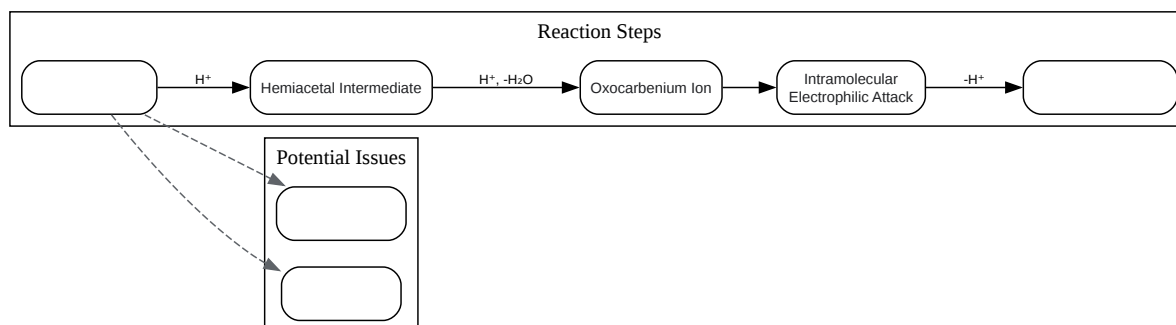 Reaction Steps
H⁺
Hemiacetal Intermediate
H⁺, -H₂O
Oxocarbenium Ion
Intramolecular
Electrophilic Attack
-H⁺
Potential Issues